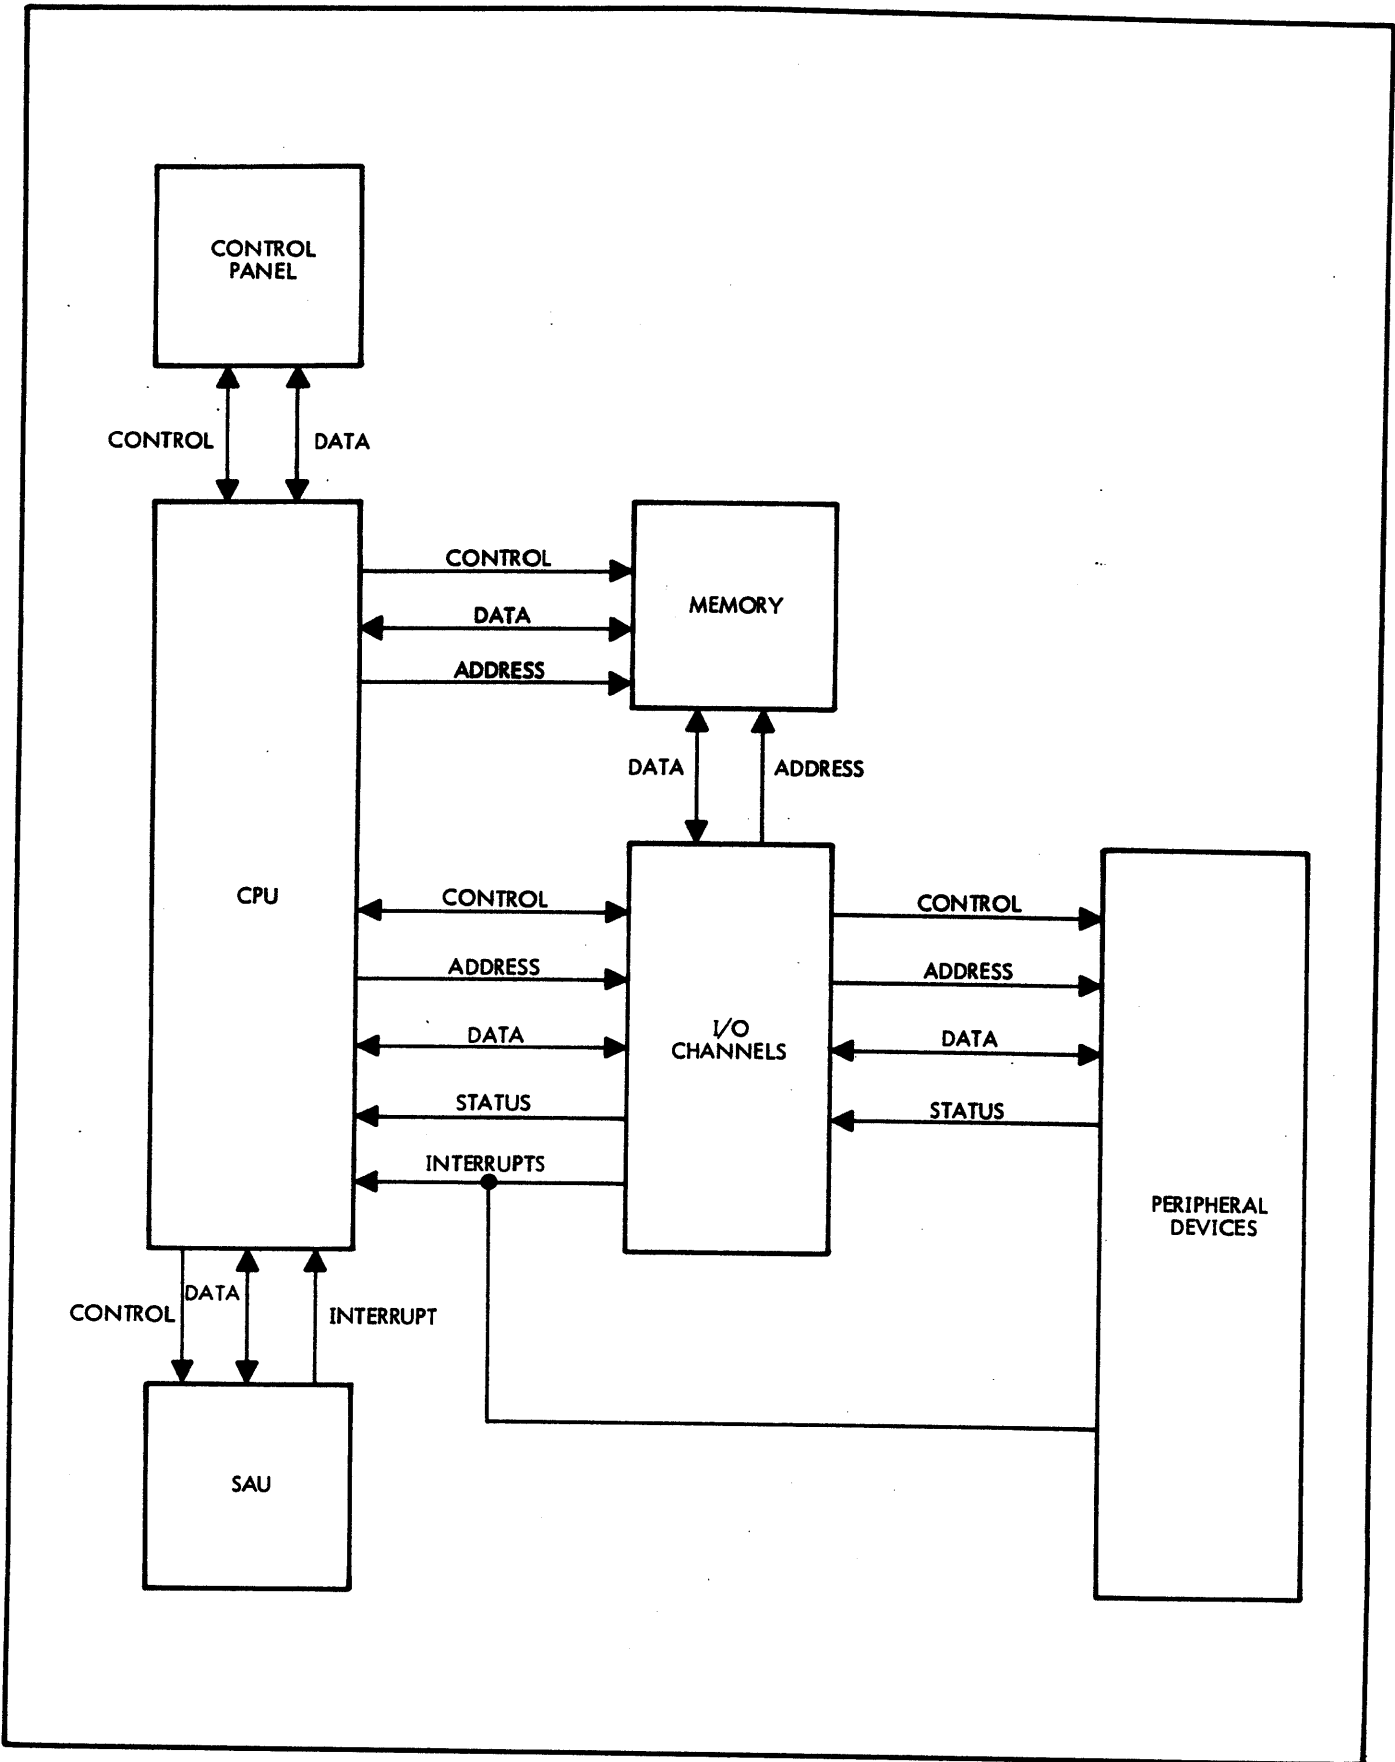 CONTROL
PANEL
CONTROL
DATA
CONTROL
DATA
ADDRESS
MEMORY
DATA
ADDRESS
CPU
CONTROL
ADDRESS
DATA
STATUS
INTERRUPTS
I/O
CHANNELS
CONTROL
ADDRESS
DATA
STATUS
PERIPHERAL
DEVICES
CONTROL
DATA
INTERRUPT
SAU